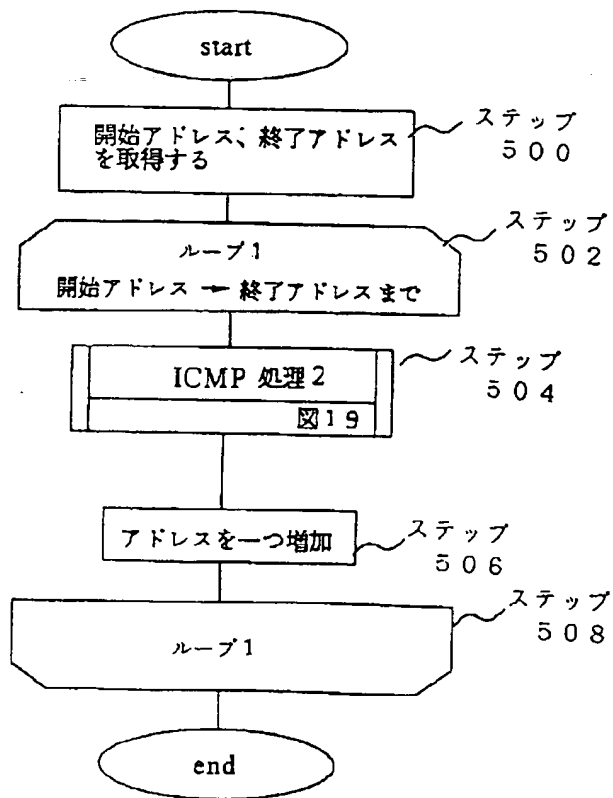 start
開始アドレス、終了アドレス
を取得する
ステップ
500
ループ1
開始アドレス → 終了アドレスまで
ステップ
502
ICMP 処理2
図19
ステップ
504
アドレスを一つ増加
ステップ
506
ループ1
ステップ
508
end